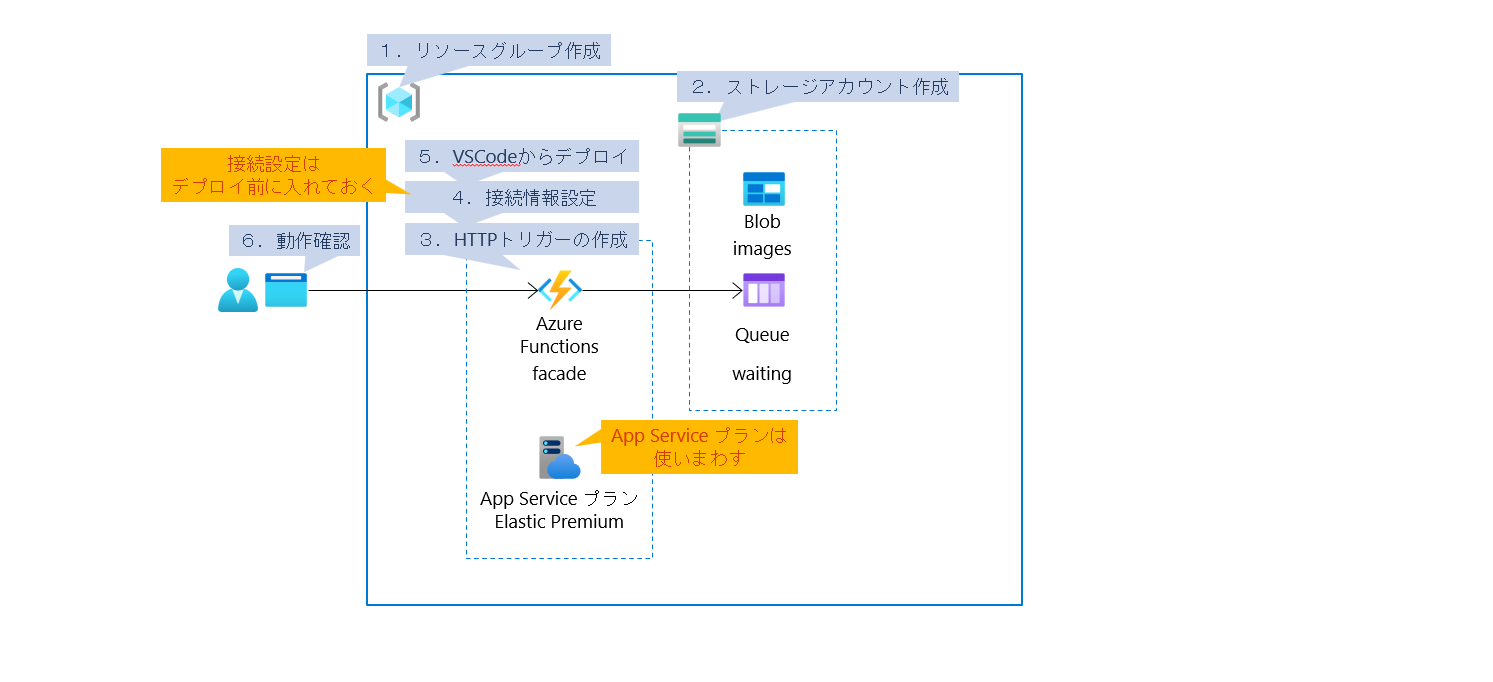 １．リソースグループ作成
２．ストレージアカウント作成
５．VSCodeからデプロイ
接続設定は
デプロイ前に入れておく
４．接続情報設定
３．HTTPトリガーの作成
６．動作確認
Blob
images
Azure
Functions
facade
Queue
waiting
App Service プランは
使いまわす
App Service プラン
Elastic Premium